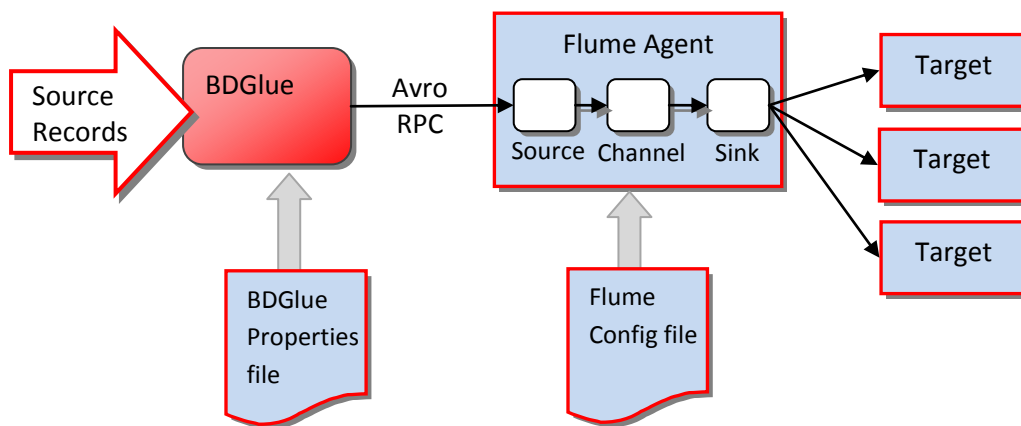 Source
Records
BDGlue
Avro
RPC
Flume Agent
Source
Channel
Sink
Target
Target
Target
BDGlue
Properties
file
Flume
Config file